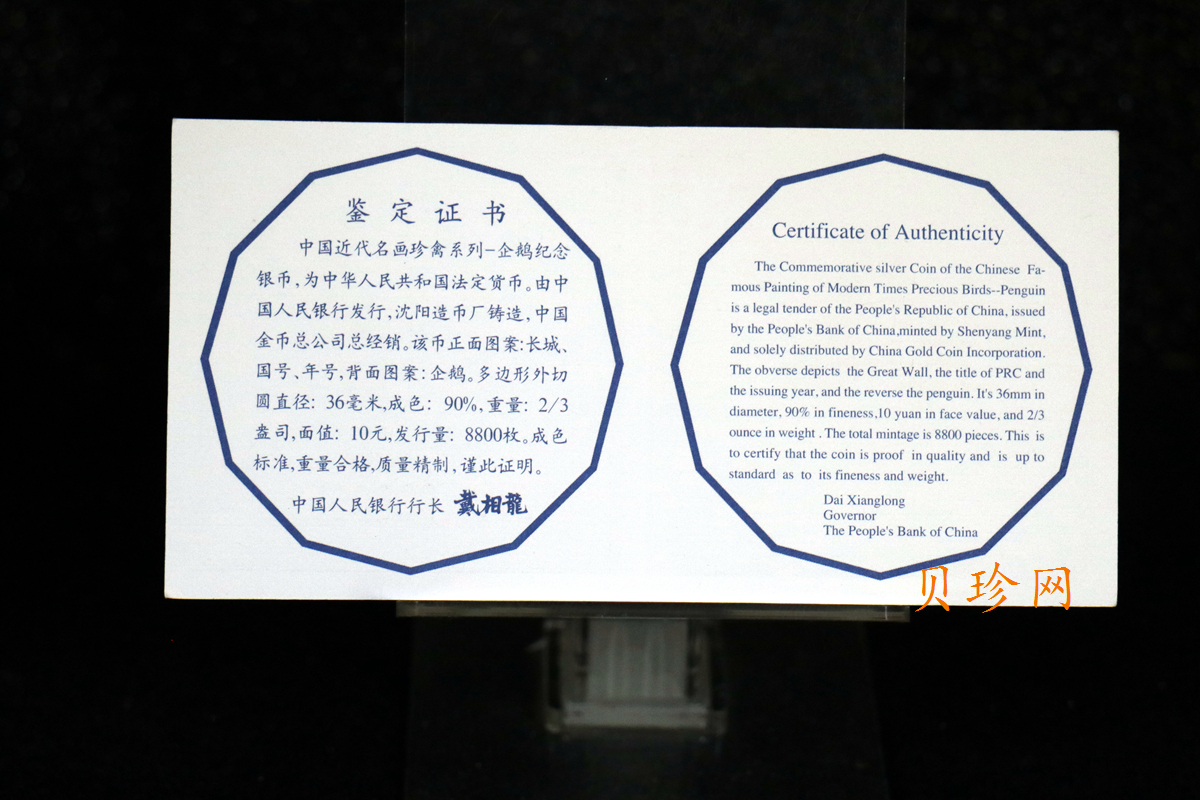 鉴定证书
中国近代名画珍禽系列-企鹅纪念
银币,为中华人民共和国法定货币。由中
国人民银行发行,沈阳造币厂铸造,中国
金币总公司总经销。该币正面图案:长城、
国号、年号,背面图案:企鹅。多边形外切
圆直径: 36毫米,成色: 90%,重量: 2/3
盎司,面值: 10元,发行量: 8800枚。成色
标准,重量合格,质量精制,谨此证明。
中国人民银行行长 戴相龍
Certificate of Authenticity
The Commemorative silver Coin of the Chinese Fa-
mous Painting of Modern Times Precious Birds--Penguin
is a legal tender of the People's Republic of China, issued
by the People's Bank of China,minted by Shenyang Mint,
and solely distributed by China Gold Coin Incorporation.
The obverse depicts the Great Wall, the title of PRC and
the issuing year, and the reverse the penguin. It's 36mm in
diameter, 90% in fineness,10 yuan in face value, and 2/3
ounce in weight . The total mintage is 8800 pieces. This is
to certify that the coin is proof in quality and is up to
standard as to its fineness and weight.
Dai Xianglong
Governor
The People's Bank of China
贝珍网